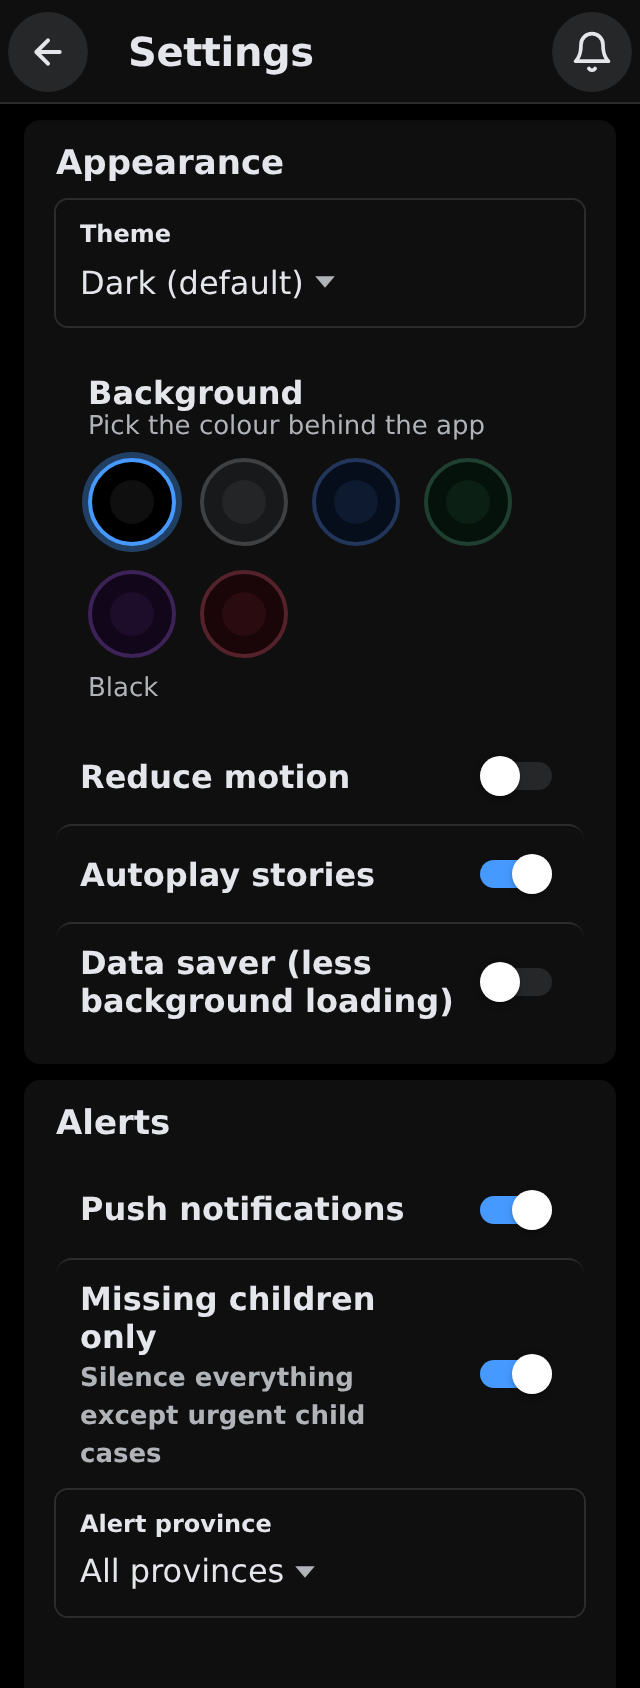 Settings
Appearance
Theme
Dark (default)
Background
Pick the colour behind the app
Black
Reduce motion
Autoplay stories
Data saver (less
background loading)
Alerts
Push notifications
Missing children
only
Silence everything
except urgent child
cases
Alert province
All provinces